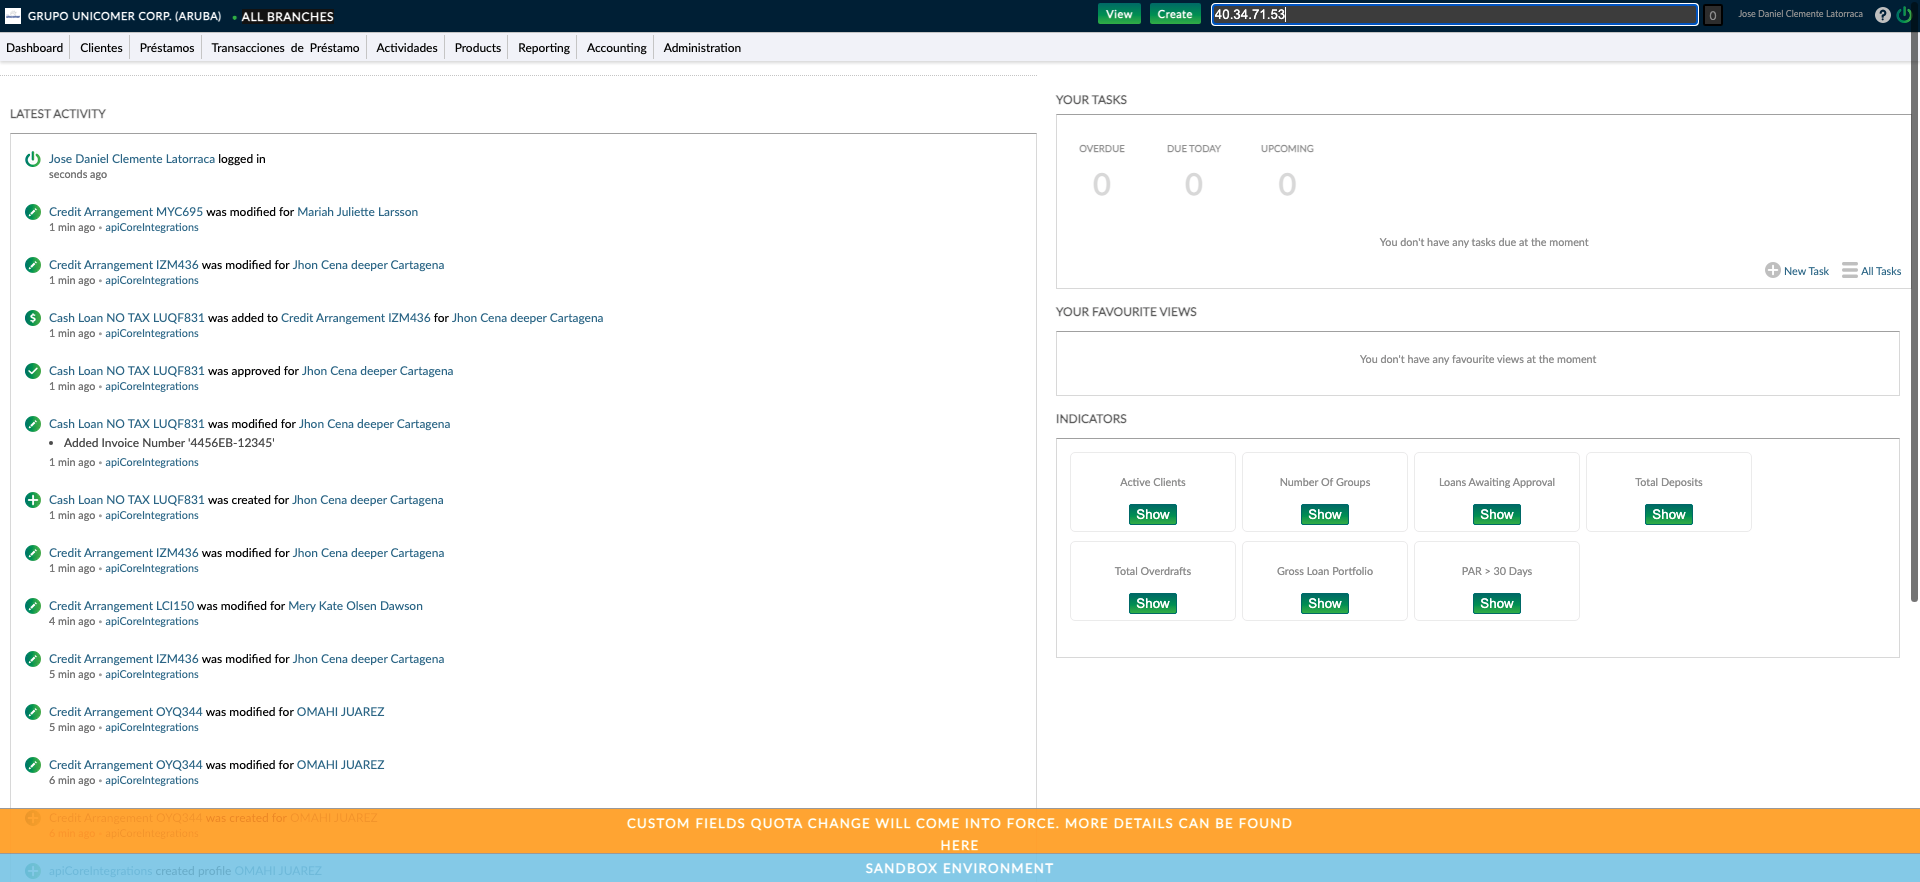 GRUPO UNICOMER CORP. (ARUBA) • ALL BRANCHES
View Create 40.34.71.53 0 Jose Daniel Clemente Latorraca ?
Dashboard Clientes Préstamos Transacciones de Préstamo Actividades Products Reporting Accounting Administration
LATEST ACTIVITY
Jose Daniel Clemente Latorraca logged in
seconds ago
Credit Arrangement MYC695 was modified for Mariah Juliette Larsson
1 min ago • apiCoreIntegrations
Credit Arrangement IZM436 was modified for Jhon Cena deeper Cartagena
1 min ago • apiCoreIntegrations
Cash Loan NO TAX LUQF831 was added to Credit Arrangement IZM436 for Jhon Cena deeper Cartagena
1 min ago • apiCoreIntegrations
Cash Loan NO TAX LUQF831 was approved for Jhon Cena deeper Cartagena
1 min ago • apiCoreIntegrations
Cash Loan NO TAX LUQF831 was modified for Jhon Cena deeper Cartagena
• Added Invoice Number '4456EB-12345'
1 min ago • apiCoreIntegrations
Cash Loan NO TAX LUQF831 was created for Jhon Cena deeper Cartagena
1 min ago • apiCoreIntegrations
Credit Arrangement IZM436 was modified for Jhon Cena deeper Cartagena
1 min ago • apiCoreIntegrations
Credit Arrangement LCI150 was modified for Mery Kate Olsen Dawson
4 min ago • apiCoreIntegrations
Credit Arrangement IZM436 was modified for Jhon Cena deeper Cartagena
5 min ago • apiCoreIntegrations
Credit Arrangement OYQ344 was modified for OMAHI JUAREZ
5 min ago • apiCoreIntegrations
Credit Arrangement OYQ344 was modified for OMAHI JUAREZ
6 min ago • apiCoreIntegrations
Credit Arrangement OYQ344 was created for OMAHI JUAREZ
6 min ago • apiCoreIntegrations
apiCoreIntegrations created profile OMAHI JUAREZ
YOUR TASKS
OVERDUE DUE TODAY UPCOMING
0 0 0
You don't have any tasks due at the moment
New Task All Tasks
YOUR FAVOURITE VIEWS
You don't have any favourite views at the moment
INDICATORS
Active Clients Number Of Groups Loans Awaiting Approval Total Deposits
Show Show Show Show
Total Overdrafts Gross Loan Portfolio PAR > 30 Days
Show Show Show
CUSTOM FIELDS QUOTA CHANGE WILL COME INTO FORCE. MORE DETAILS CAN BE FOUND
HERE
SANDBOX ENVIRONMENT